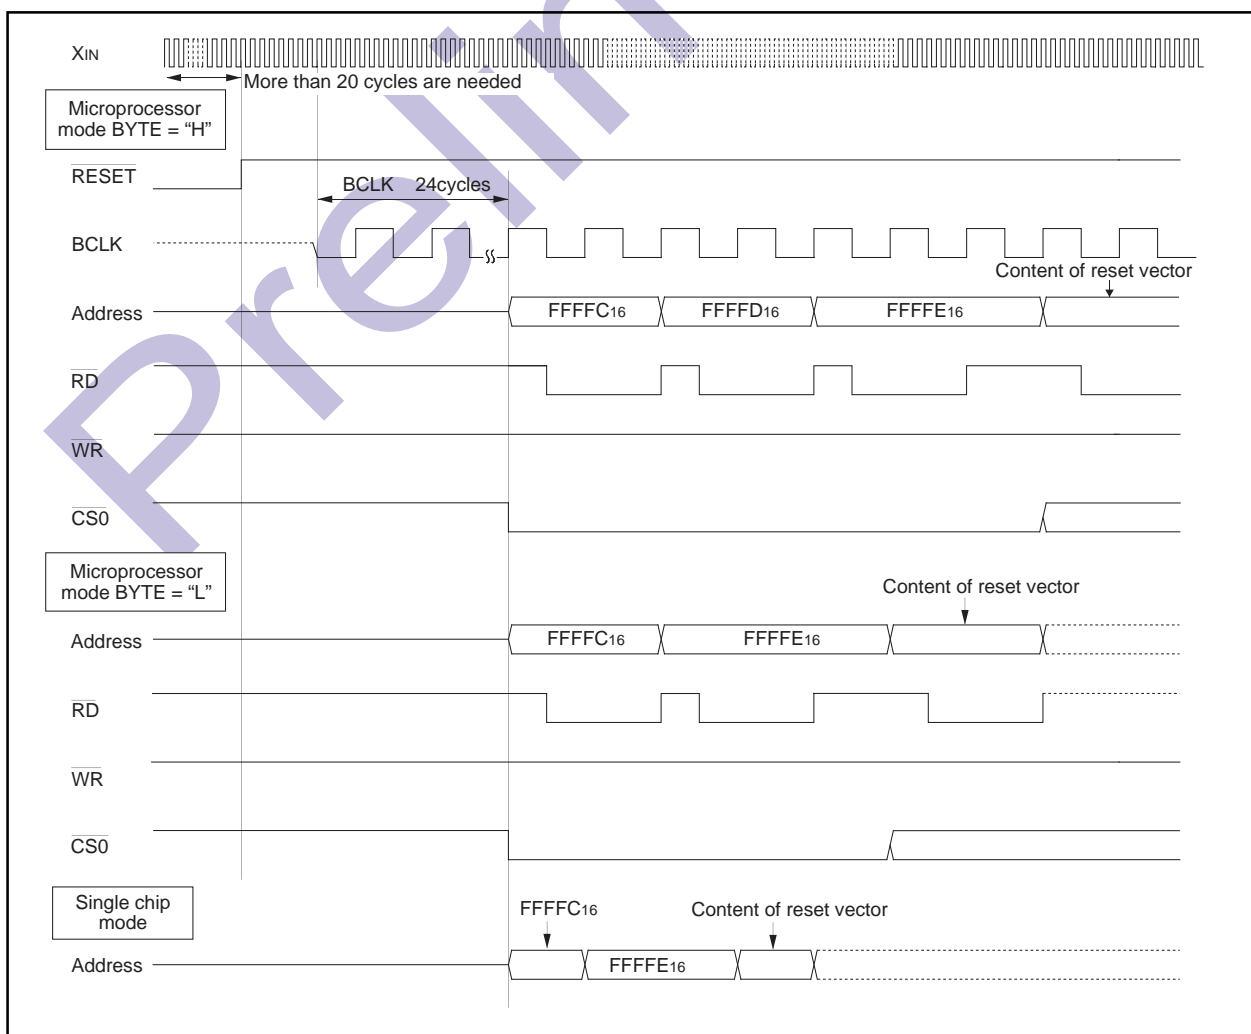 XIN
More than 20 cycles are needed
Microprocessor
mode BYTE = “H”
RESET
BCLK 24cycles
BCLK
Content of reset vector
Address
FFFFC16
FFFFD16
FFFFE16
RD
WR
CS0
Microprocessor
mode BYTE = “L”
Content of reset vector
Address
FFFFC16
FFFFE16
RD
WR
CS0
Single chip
mode
FFFFC16
Content of reset vector
Address
FFFFE16